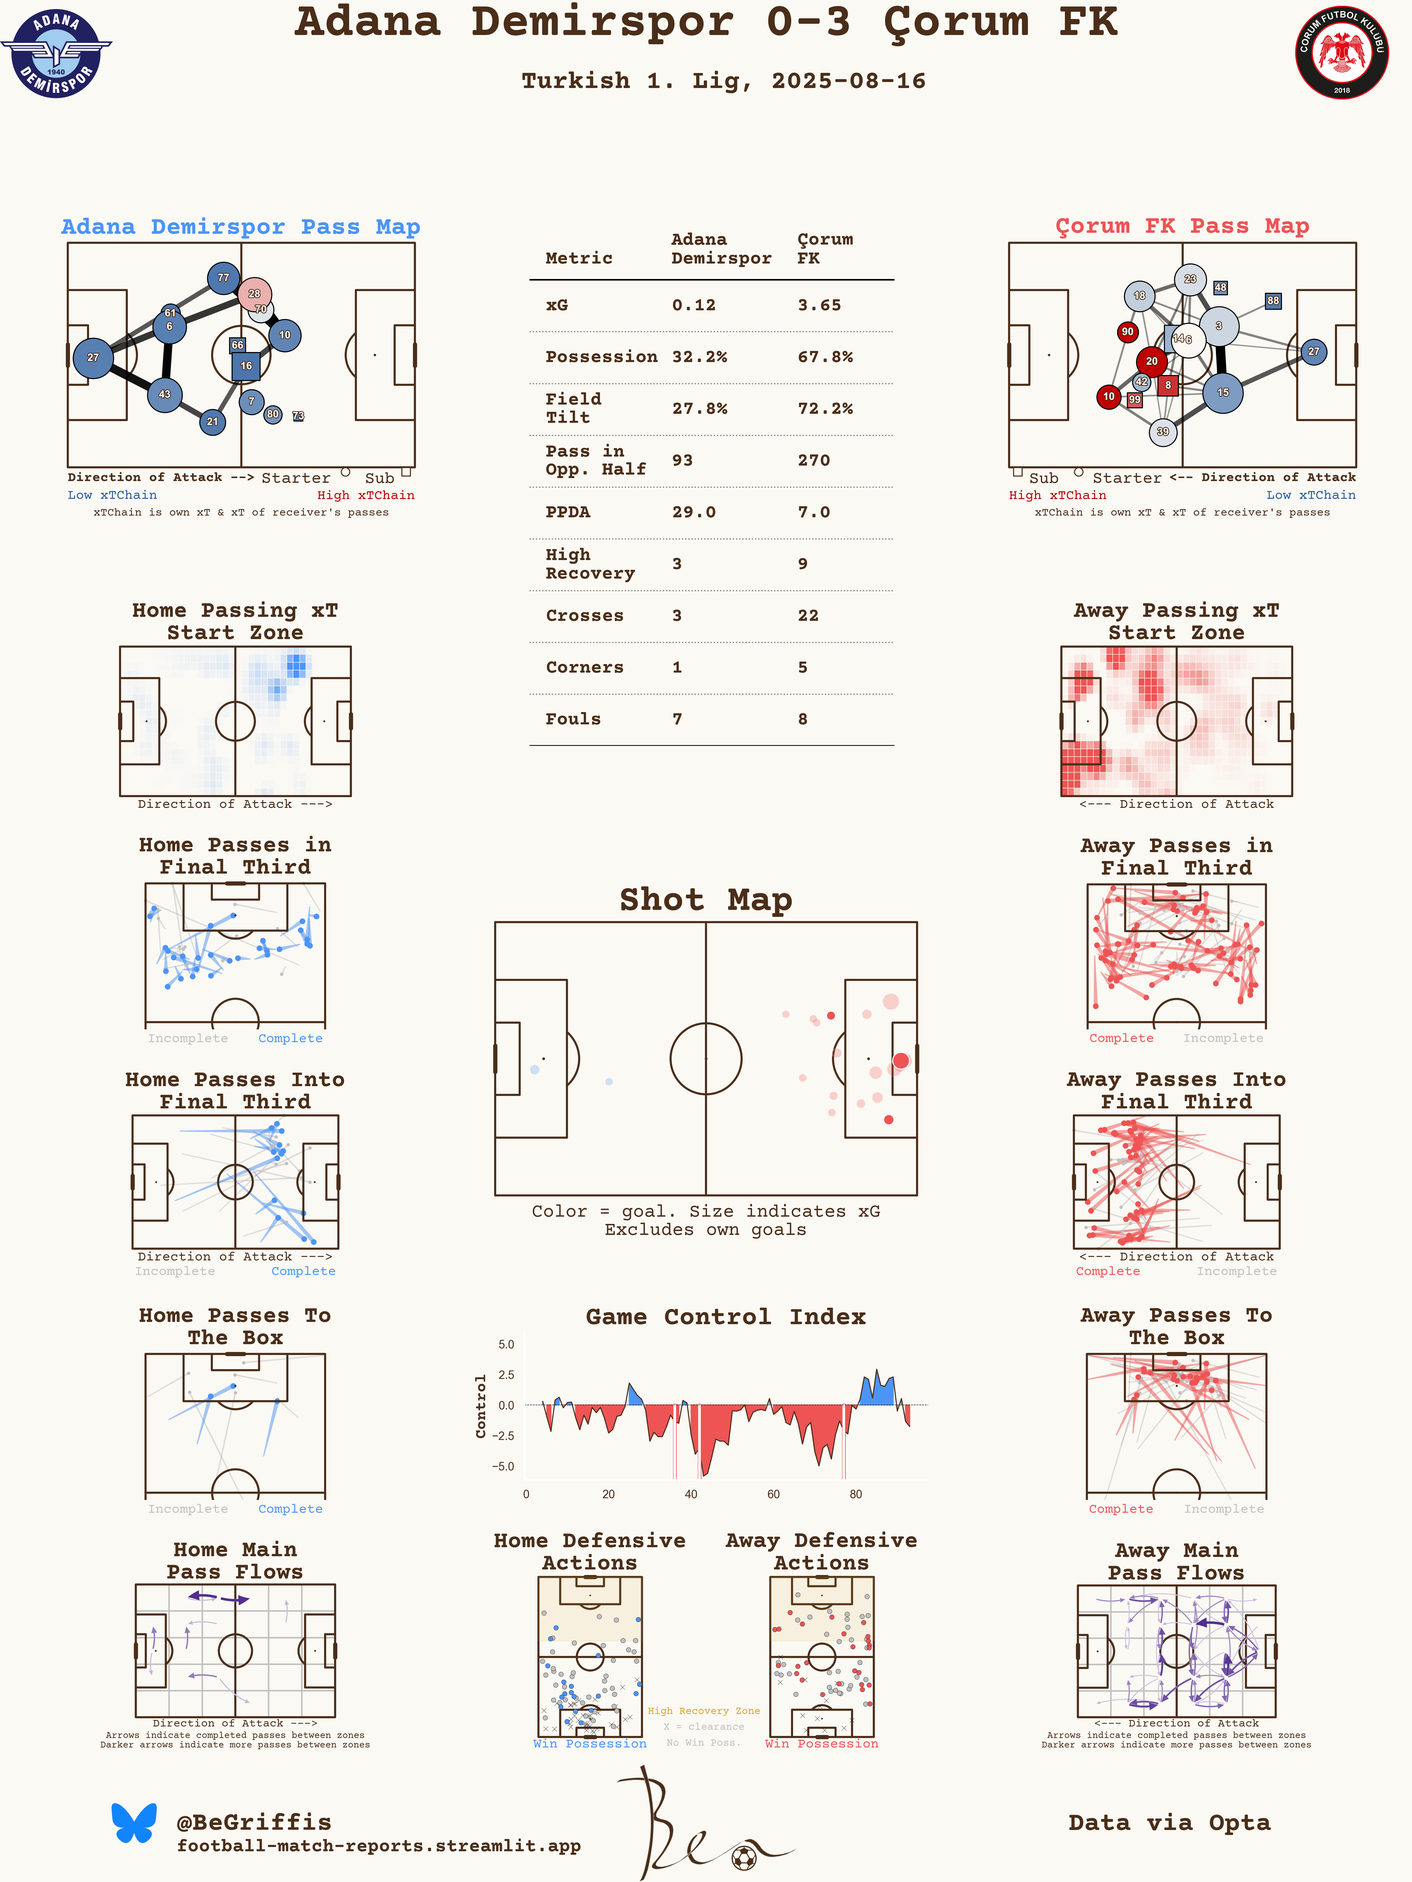 Adana Demirspor 0-3 Çorum FK
Turkish 1. Lig, 2025-08-16
ADANA
1940
DEMİRSPOR
ÇORUM FUTBOL KULÜBÜ
2018
Adana Demirspor Pass Map
77
28
70
61
6
10
27
66
16
43
7
21
80
73
Direction of Attack --> Starter Sub
Low xTChain High xTChain
xTChain is own xT & xT of receiver's passes
Metric Adana Demirspor Çorum FK
xG 0.12 3.65
Possession 32.2% 67.8%
Field Tilt 27.8% 72.2%
Pass in Opp. Half 93 270
PPDA 29.0 7.0
High Recovery 3 9
Crosses 3 22
Corners 1 5
Fouls 7 8
Çorum FK Pass Map
23
48
18
88
90
3
14
6
27
20
42
8
15
10
99
39
Sub Starter <-- Direction of Attack
High xTChain Low xTChain
xTChain is own xT & xT of receiver's passes
Home Passing xT
Start Zone
Direction of Attack --->
Away Passing xT
Start Zone
<--- Direction of Attack
Home Passes in
Final Third
Incomplete Complete
Away Passes in
Final Third
Complete Incomplete
Shot Map
Color = goal. Size indicates xG
Excludes own goals
Home Passes Into
Final Third
Direction of Attack --->
Incomplete Complete
Away Passes Into
Final Third
<--- Direction of Attack
Complete Incomplete
Home Passes To
The Box
Incomplete Complete
Game Control Index
Control
5.0
2.5
0.0
−2.5
−5.0
0 20 40 60 80
Away Passes To
The Box
Complete Incomplete
Home Main
Pass Flows
Direction of Attack --->
Arrows indicate completed passes between zones
Darker arrows indicate more passes between zones
Home Defensive
Actions
Win Possession
Away Defensive
Actions
Win Possession
High Recovery Zone
X = clearance
No Win Poss.
Away Main
Pass Flows
<--- Direction of Attack
Arrows indicate completed passes between zones
Darker arrows indicate more passes between zones
@BeGriffis
football-match-reports.streamlit.app
Ben
Data via Opta